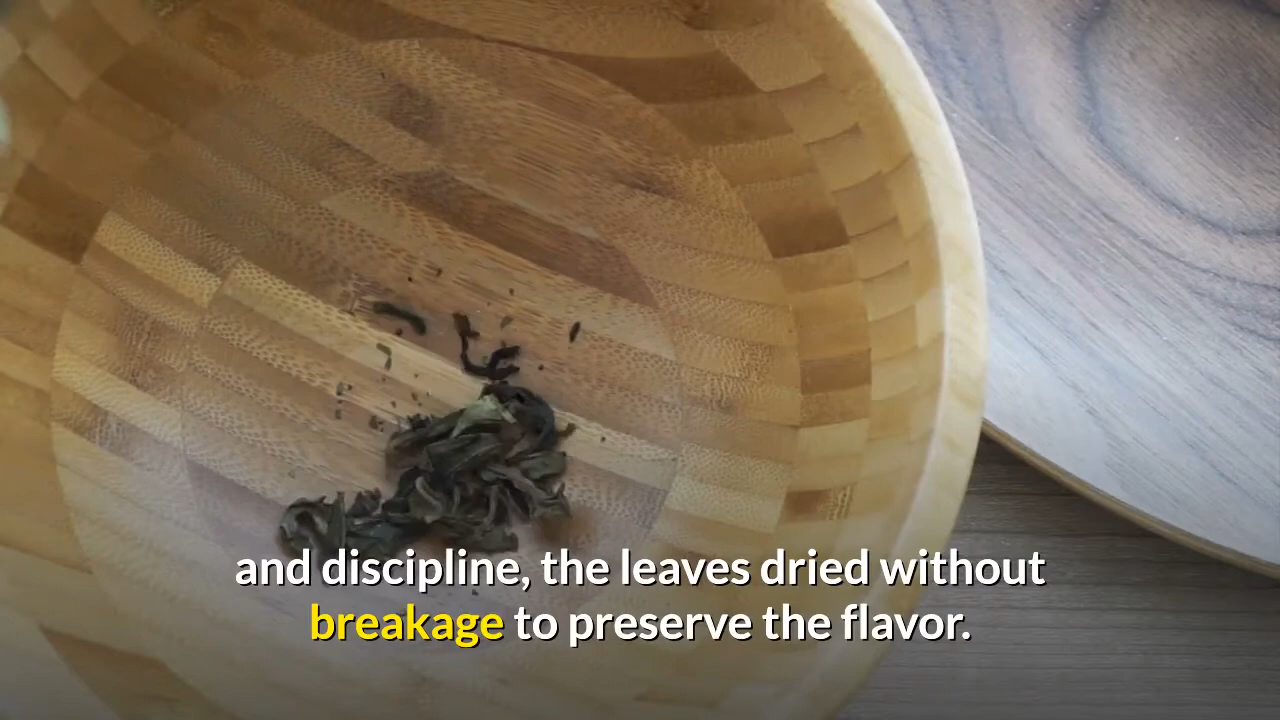 and discipline, the leaves dried without
breakage to preserve the flavor.